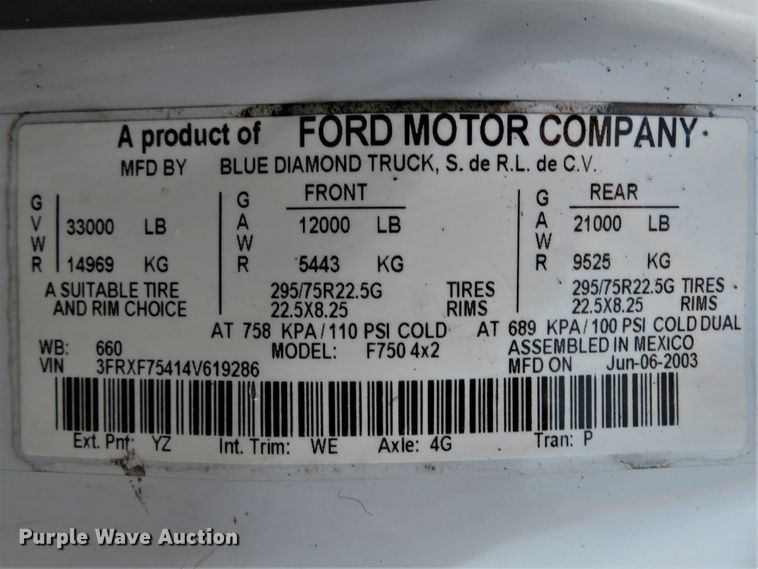 A product of FORD MOTOR COMPANY
MFD BY BLUE DIAMOND TRUCK, S. de R.L. de C.V.
GVWR 33000 LB 14969 KG
GAWR FRONT 12000 LB 5443 KG
GAWR REAR 21000 LB 9525 KG
A SUITABLE TIRE 295/75R22.5G TIRES 295/75R22.5G TIRES
AND RIM CHOICE 22.5X8.25 RIMS 22.5X8.25 RIMS
AT 758 KPA/110 PSI COLD AT 689 KPA/100 PSI COLD DUAL
WB: 660 MODEL: F750 4x2 ASSEMBLED IN MEXICO
VIN 3FRXF75414V619286 MFD ON Jun-06-2003
Ext. Pnt: YZ Int. Trim: WE Axle: 4G Tran: P
Purple Wave Auction